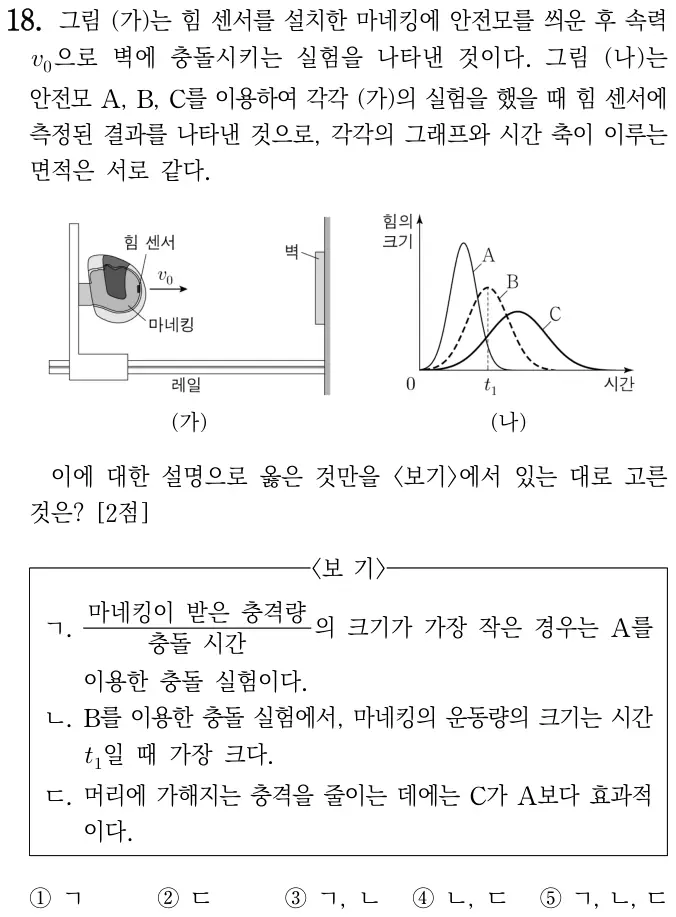 18. 그림 (가)는 힘 센서를 설치한 마네킹에 안전모를 씌운 후 속력
v₀으로 벽에 충돌시키는 실험을 나타낸 것이다. 그림 (나)는
안전모 A, B, C를 이용하여 각각 (가)의 실험을 했을 때 힘 센서에
측정된 결과를 나타낸 것으로, 각각의 그래프와 시간 축이 이루는
면적은 서로 같다.
힘 센서
v₀
마네킹
벽
레일
(가)
힘의
크기
A
B
C
0
t₁
시간
(나)
이에 대한 설명으로 옳은 것만을 <보기>에서 있는 대로 고른
것은? [2점]
<보 기>
ㄱ. 마네킹이 받은 충격량/충돌 시간의 크기가 가장 작은 경우는 A를
이용한 충돌 실험이다.
ㄴ. B를 이용한 충돌 실험에서, 마네킹의 운동량의 크기는 시간
t₁일 때 가장 크다.
ㄷ. 머리에 가해지는 충격을 줄이는 데에는 C가 A보다 효과적
이다.
① ㄱ ② ㄷ ③ ㄱ, ㄴ ④ ㄴ, ㄷ ⑤ ㄱ, ㄴ, ㄷ